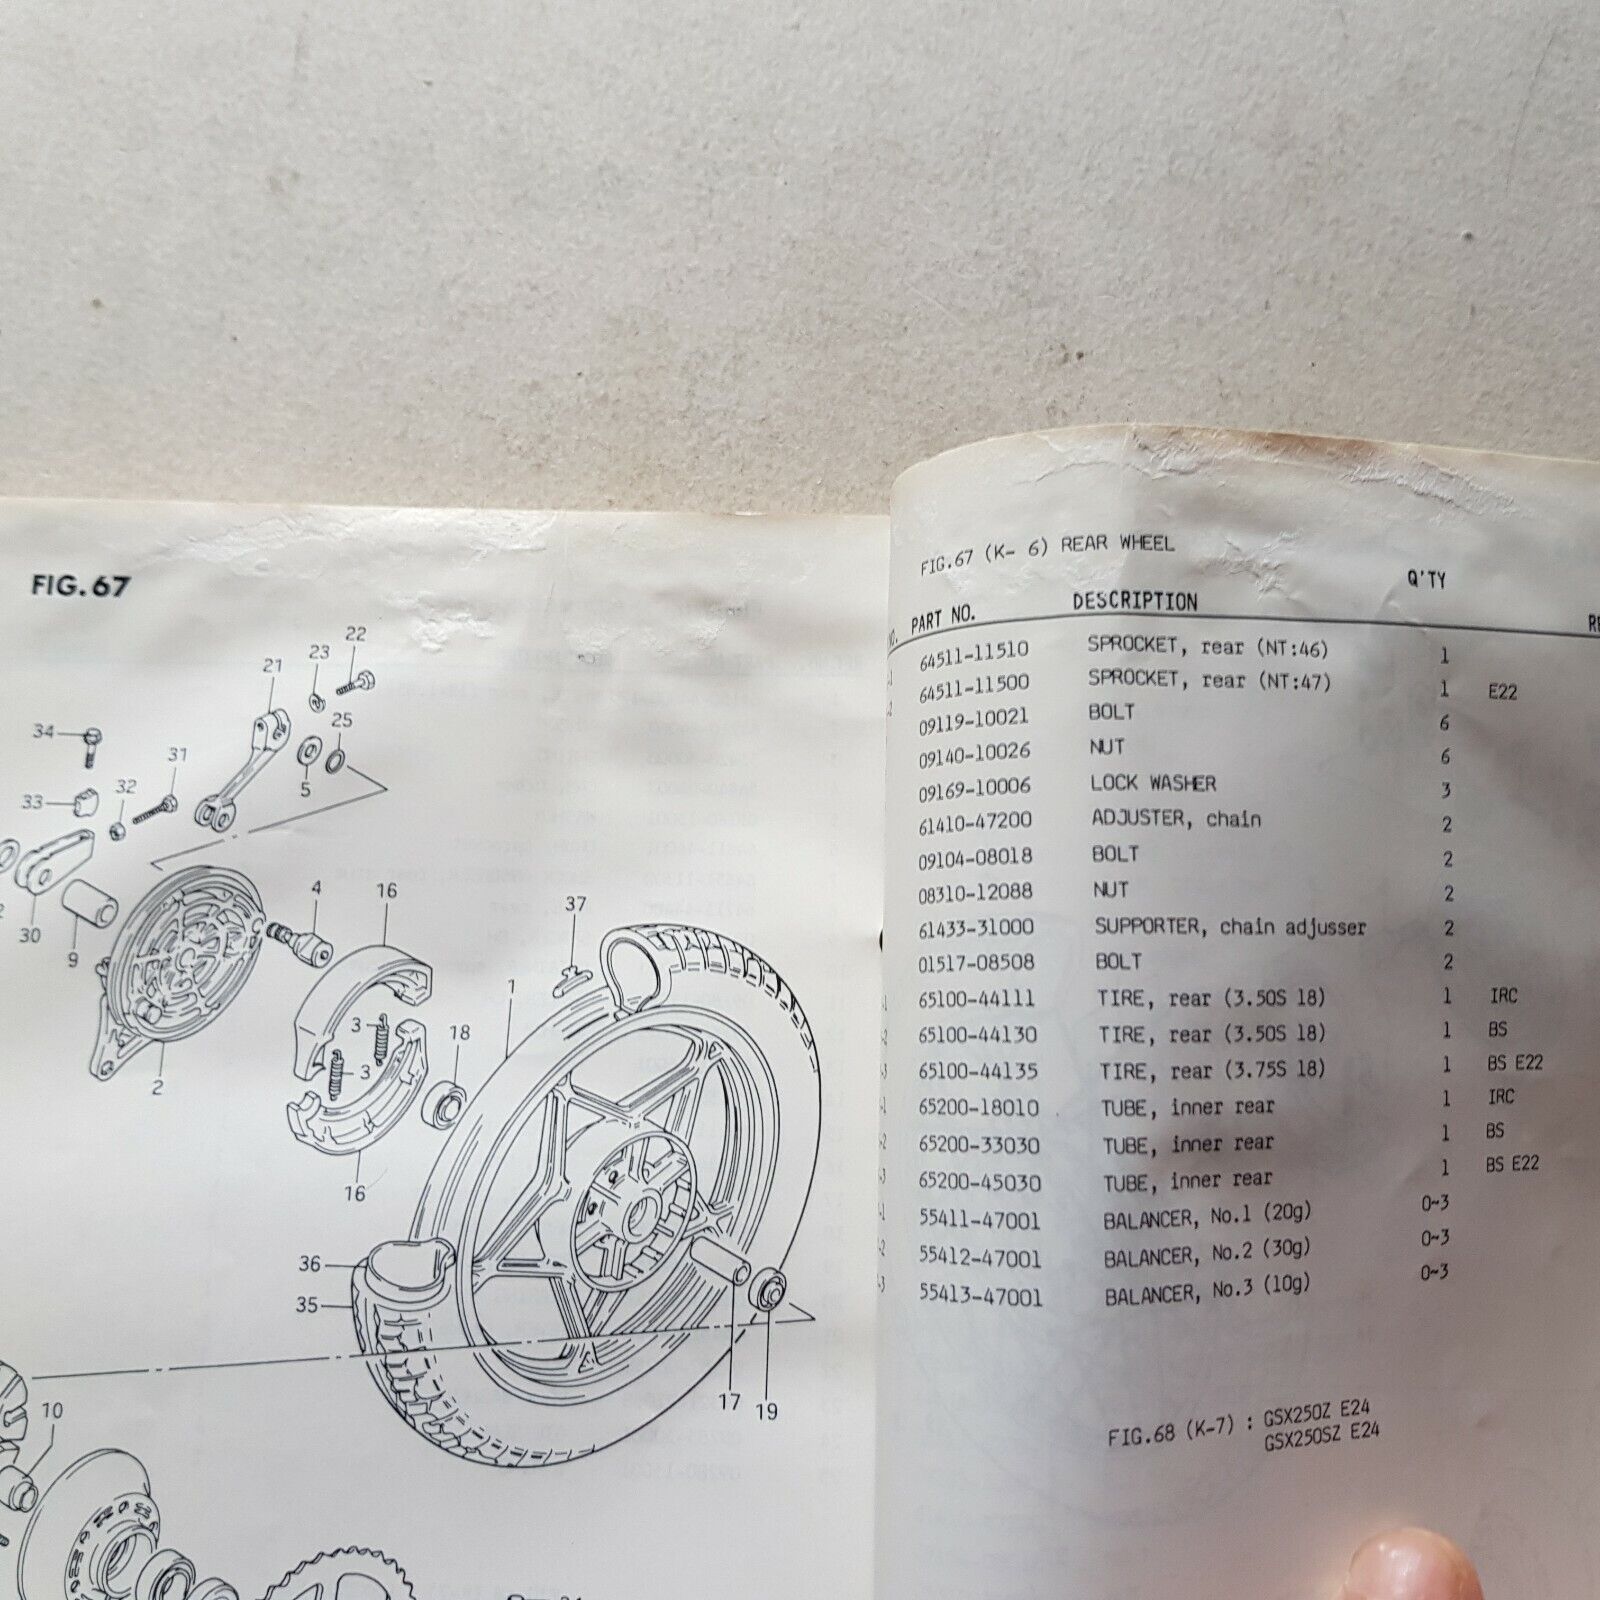 FIG.67
22
23
21
25
34
31
5
33
32
4
16
30
9
37
1
3
18
3
2
16
36
35
17
19
10
FIG.67 (K- 6) REAR WHEEL
PART NO. DESCRIPTION Q'TY
64511-11510 SPROCKET, rear (NT:46) 1
64511-11500 SPROCKET, rear (NT:47) 1 E22
09119-10021 BOLT 6
09140-10026 NUT 6
09169-10006 LOCK WASHER 3
61410-47200 ADJUSTER, chain 2
09104-08018 BOLT 2
08310-12088 NUT 2
61433-31000 SUPPORTER, chain adjusser 2
01517-08508 BOLT 2
65100-44111 TIRE, rear (3.50S 18) 1 IRC
65100-44130 TIRE, rear (3.50S 18) 1 BS
65100-44135 TIRE, rear (3.75S 18) 1 BS E22
65200-18010 TUBE, inner rear 1 IRC
65200-33030 TUBE, inner rear 1 BS
65200-45030 TUBE, inner rear 1 BS E22
55411-47001 BALANCER, No.1 (20g) 0~3
55412-47001 BALANCER, No.2 (30g) 0~3
55413-47001 BALANCER, No.3 (10g) 0~3
FIG.68 (K-7) : GSX250Z E24
GSX250SZ E24